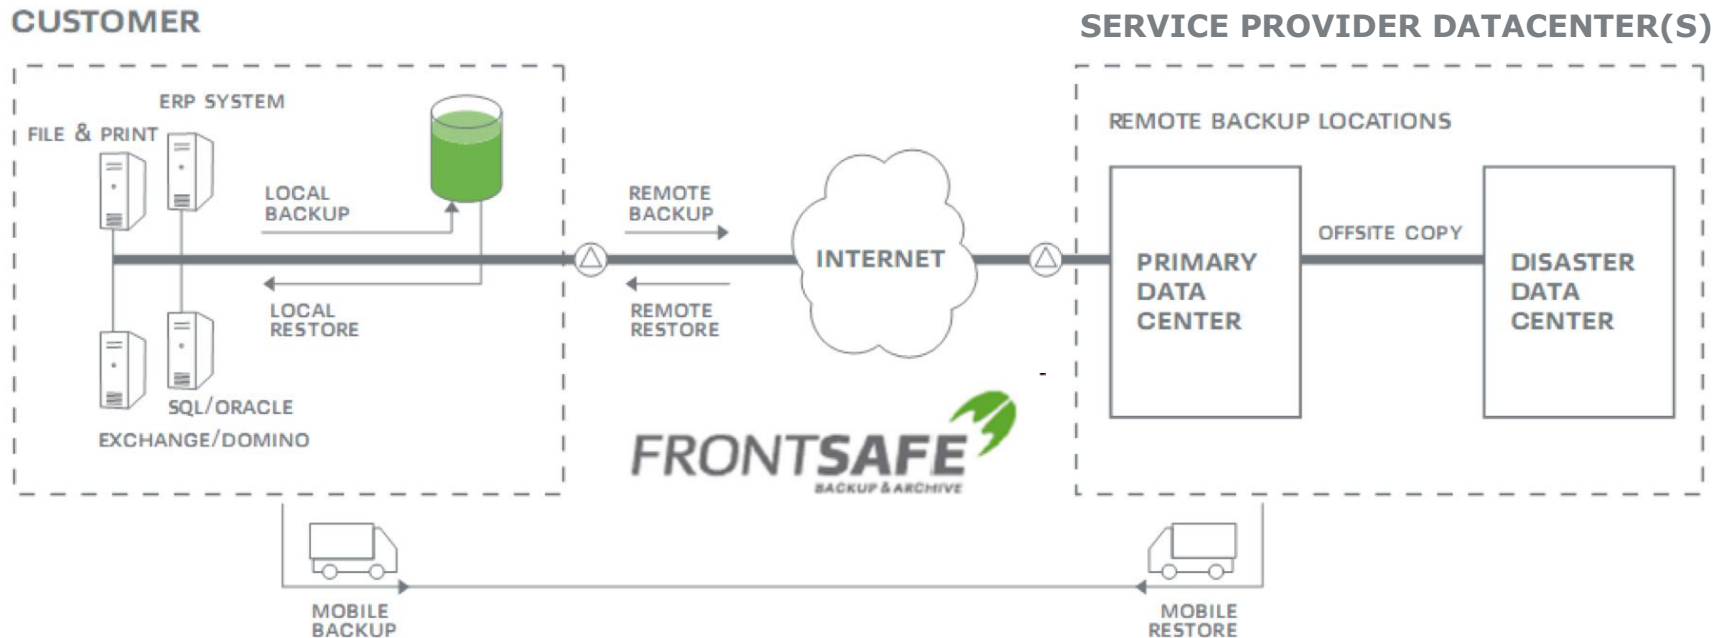 CUSTOMER
SERVICE PROVIDER DATACENTER(S)
ERP SYSTEM
FILE & PRINT
LOCAL
BACKUP
LOCAL
RESTORE
SQL/ORACLE
EXCHANGE/DOMINO
REMOTE
BACKUP
REMOTE
RESTORE
INTERNET
REMOTE BACKUP LOCATIONS
PRIMARY
DATA
CENTER
OFFSITE COPY
DISASTER
DATA
CENTER
FRONTSAFE
BACKUP & ARCHIVE
MOBILE
BACKUP
MOBILE
RESTORE